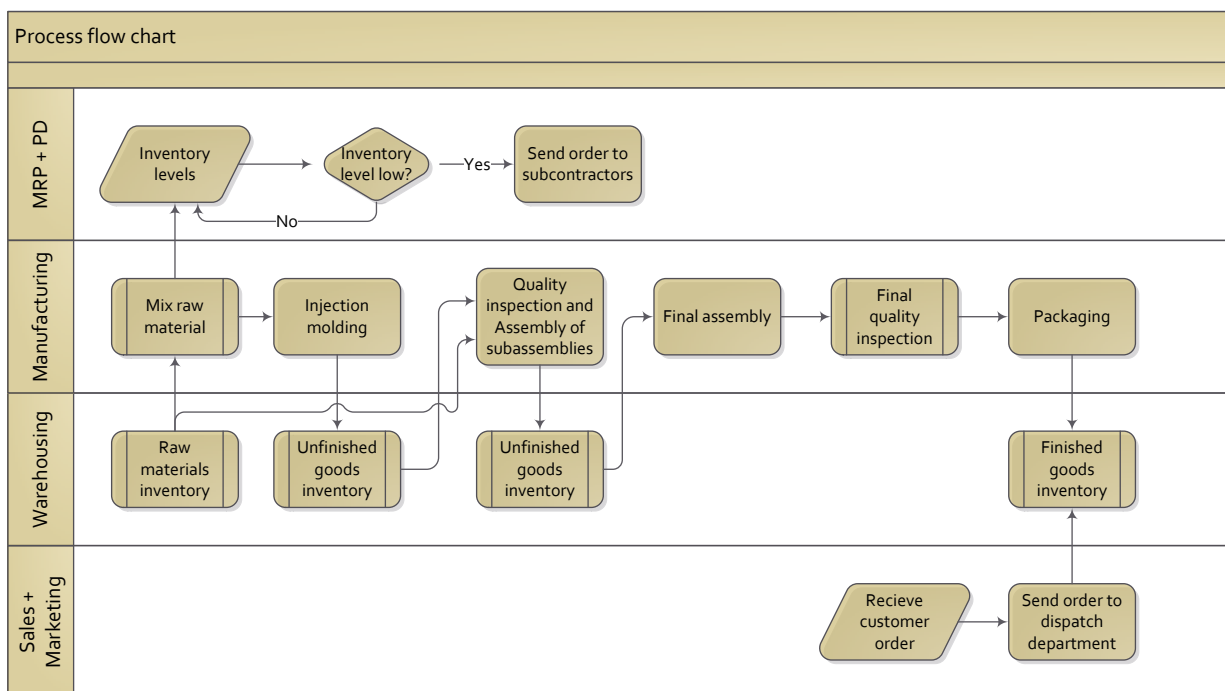 Process flow chart
MRP + PD
Inventory
levels
Inventory
level low?
Yes
Send order to
subcontractors
No
Manufacturing
Mix raw
material
Injection
molding
Quality
inspection and
Assembly of
subassemblies
Final assembly
Final
quality
inspection
Packaging
Warehousing
Raw
materials
inventory
Unfinished
goods
inventory
Unfinished
goods
inventory
Finished
goods
inventory
Sales +
Marketing
Recieve
customer
order
Send order to
dispatch
department